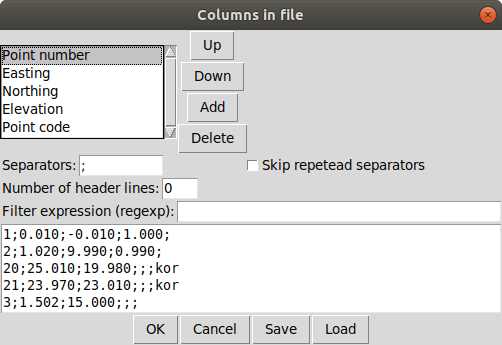 Columns in file
Point number
Easting
Northing
Elevation
Point code
Up
Down
Add
Delete
Separators: ;
Skip repetead separators
Number of header lines: 0
Filter expression (regexp):
1;0.010;-0.010;1.000;
2;1.020;9.990;0.990;
20;25.010;19.980;;;kor
21;23.970;23.010;;;kor
3;1.502;15.000;;;
OK Cancel Save Load